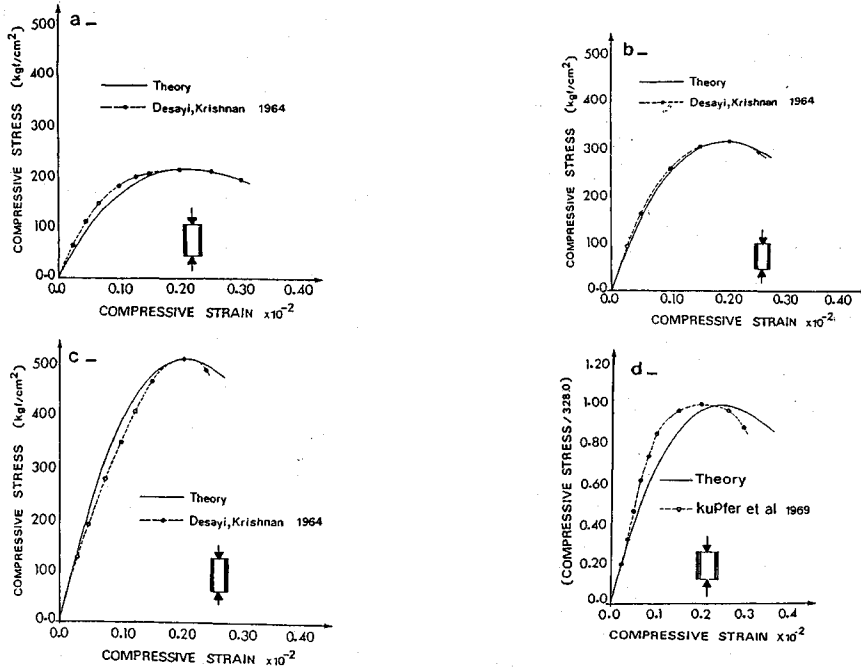 a –
COMPRESSIVE STRESS (kgf/cm²)
500
400
300
200
100
0.0
Theory
Desayi,Krishnan 1964
0.0 0.10 0.20 0.30
COMPRESSIVE STRAIN x10⁻²
b –
COMPRESSIVE STRESS (kgf/cm²)
500
400
300
200
100
0.0
Theory
Desayi,Krishnan 1964
0.0 0.10 0.20 0.30 0.40
COMPRESSIVE STRAIN x10⁻²
c –
COMPRESSIVE STRESS (kgf/cm²)
500
400
300
200
100
0.0
Theory
Desayi,Krishnan 1964
0.0 0.10 0.20 0.30 0.40
COMPRESSIVE STRAIN x10⁻²
d –
(COMPRESSIVE STRESS/328.0)
1.20
1.00
0.80
0.60
0.40
0.20
0.0
Theory
kupfer et al 1969
0.0 0.1 0.2 0.3 0.4
COMPRESSIVE STRAIN x10⁻²